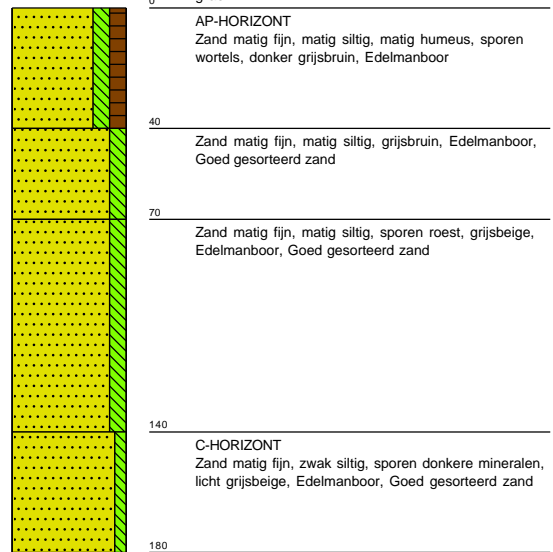 0
AP-HORIZONT
Zand matig fijn, matig siltig, matig humeus, sporen
wortels, donker grijsbruin, Edelmanboor
40
Zand matig fijn, matig siltig, grijsbruin, Edelmanboor,
Goed gesorteerd zand
70
Zand matig fijn, matig siltig, sporen roest, grijsbeige,
Edelmanboor, Goed gesorteerd zand
140
C-HORIZONT
Zand matig fijn, zwak siltig, sporen donkere mineralen,
licht grijsbeige, Edelmanboor, Goed gesorteerd zand
180